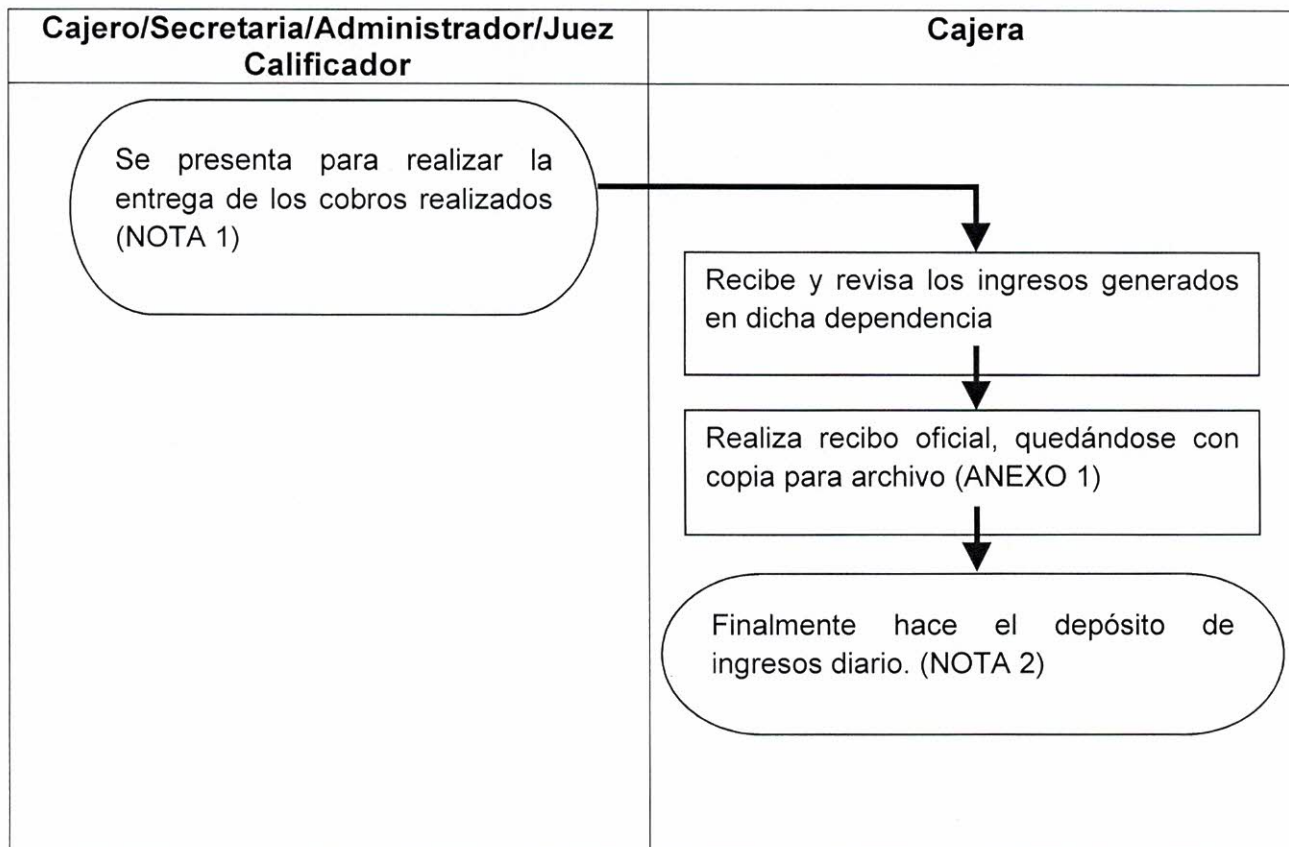 Cajero/Secretaria/Administrador/Juez
Calificador
Cajera
Se presenta para realizar la
entrega de los cobros realizados
(NOTA 1)
Recibe y revisa los ingresos generados
en dicha dependencia
Realiza recibo oficial, quedándose con
copia para archivo (ANEXO 1)
Finalmente hace el depósito de
ingresos diario. (NOTA 2)